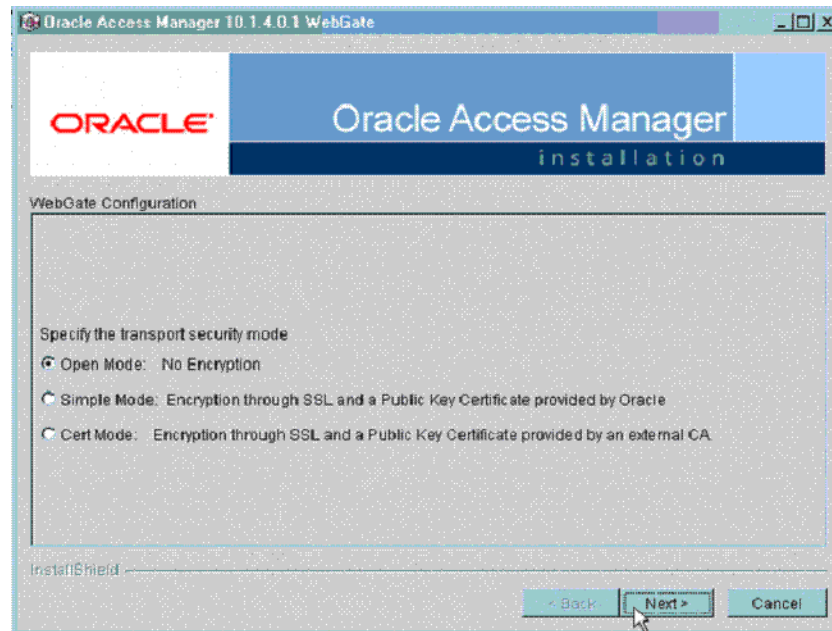 Oracle Access Manager 10.1.4.0.1 WebGate
ORACLE
Oracle Access Manager
installation
WebGate Configuration
Specify the transport security mode
Open Mode: No Encryption
Simple Mode: Encryption through SSL and a Public Key Certificate provided by Oracle
Cert Mode: Encryption through SSL and a Public Key Certificate provided by an external CA.
InstallShield
< Back Next > Cancel